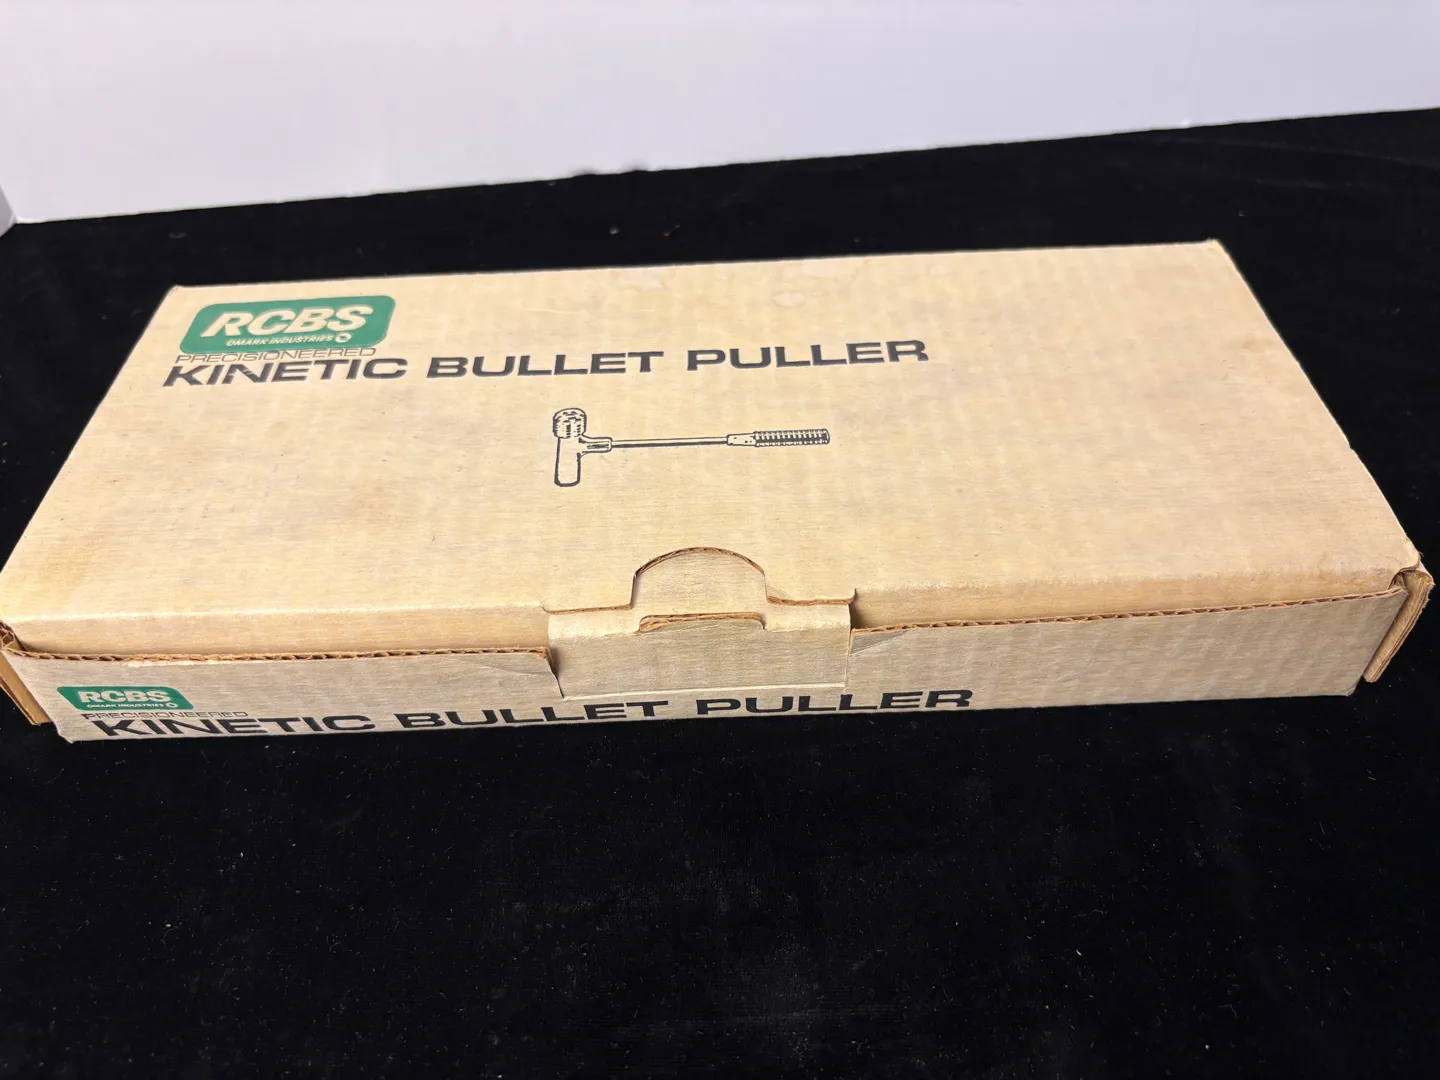 RCBS
OMARK INDUSTRIES
PRECISIONEERED
KINETIC BULLET PULLER
RCBS
OMARK INDUSTRIES
PRECISIONEERED
KINETIC BULLET PULLER